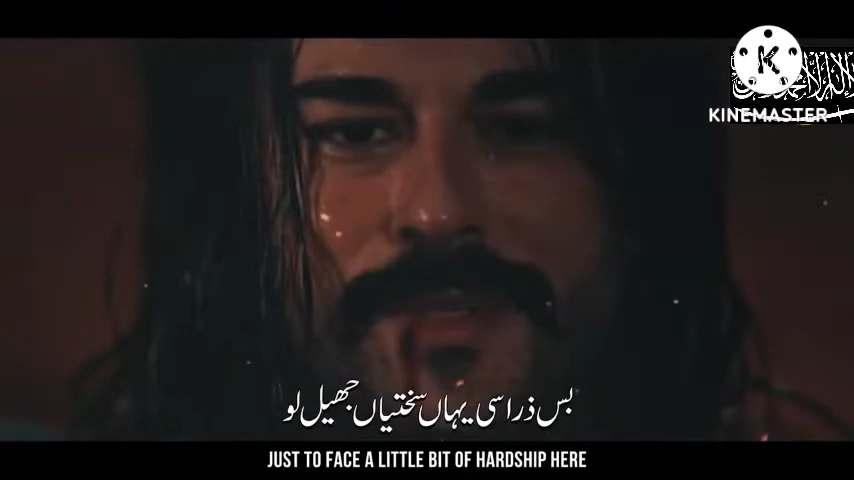 K
KINEMASTER
بس ذرا سی یہاں سختیاں جھیل لو
JUST TO FACE A LITTLE BIT OF HARDSHIP HERE